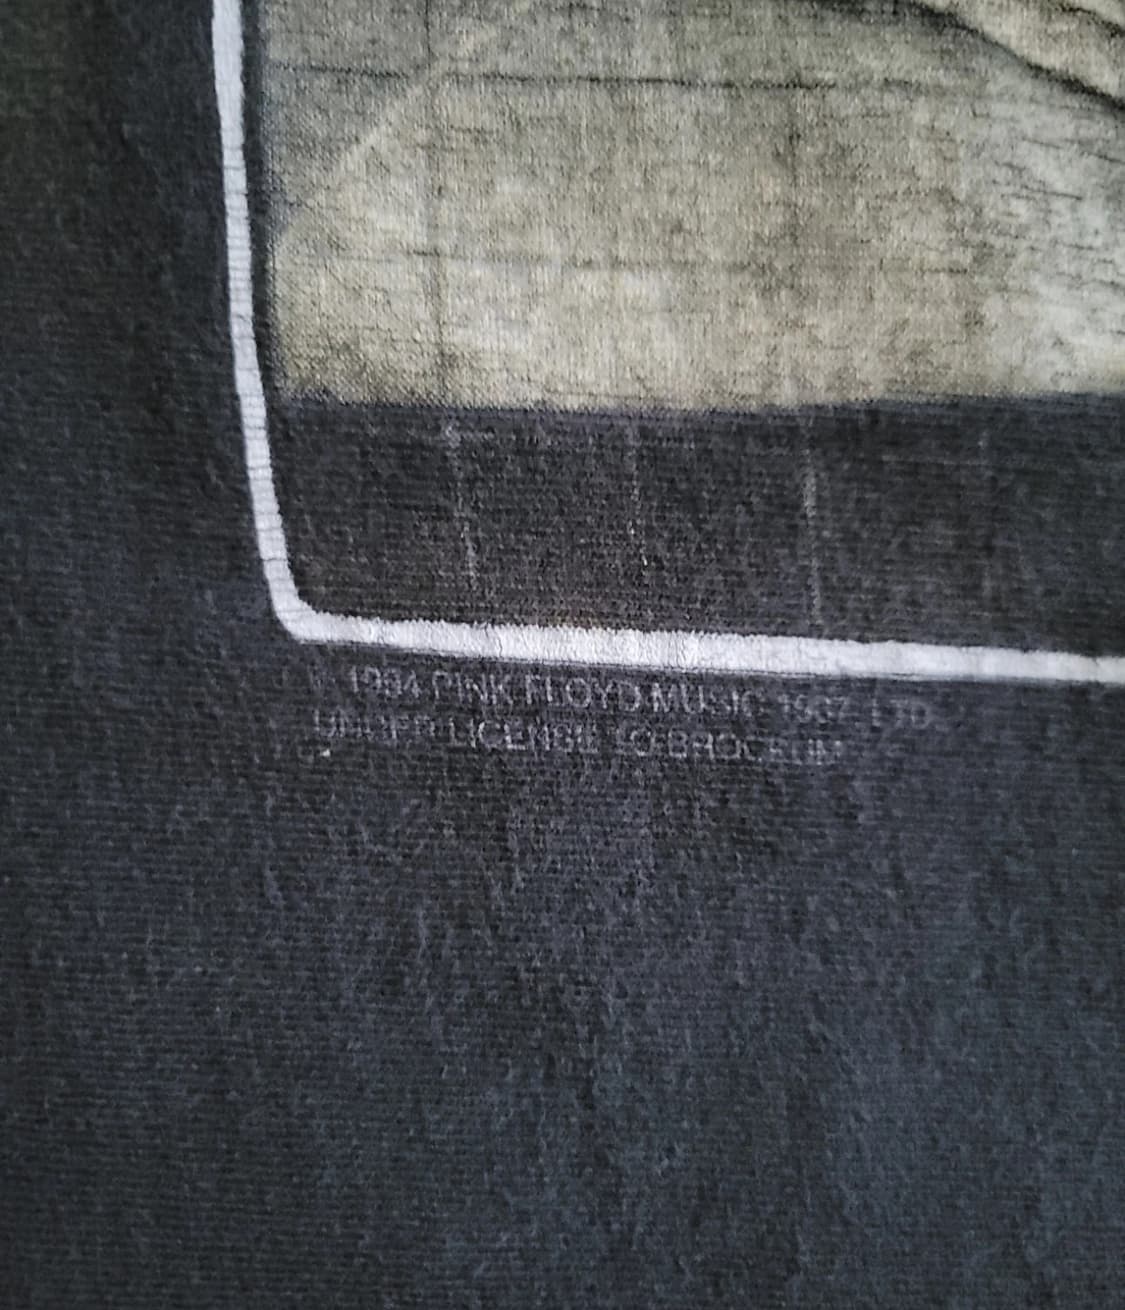 1994 PINK FLOYD MUSIC 1987 LTD.
UNDER LICENSE TO BROCKUM